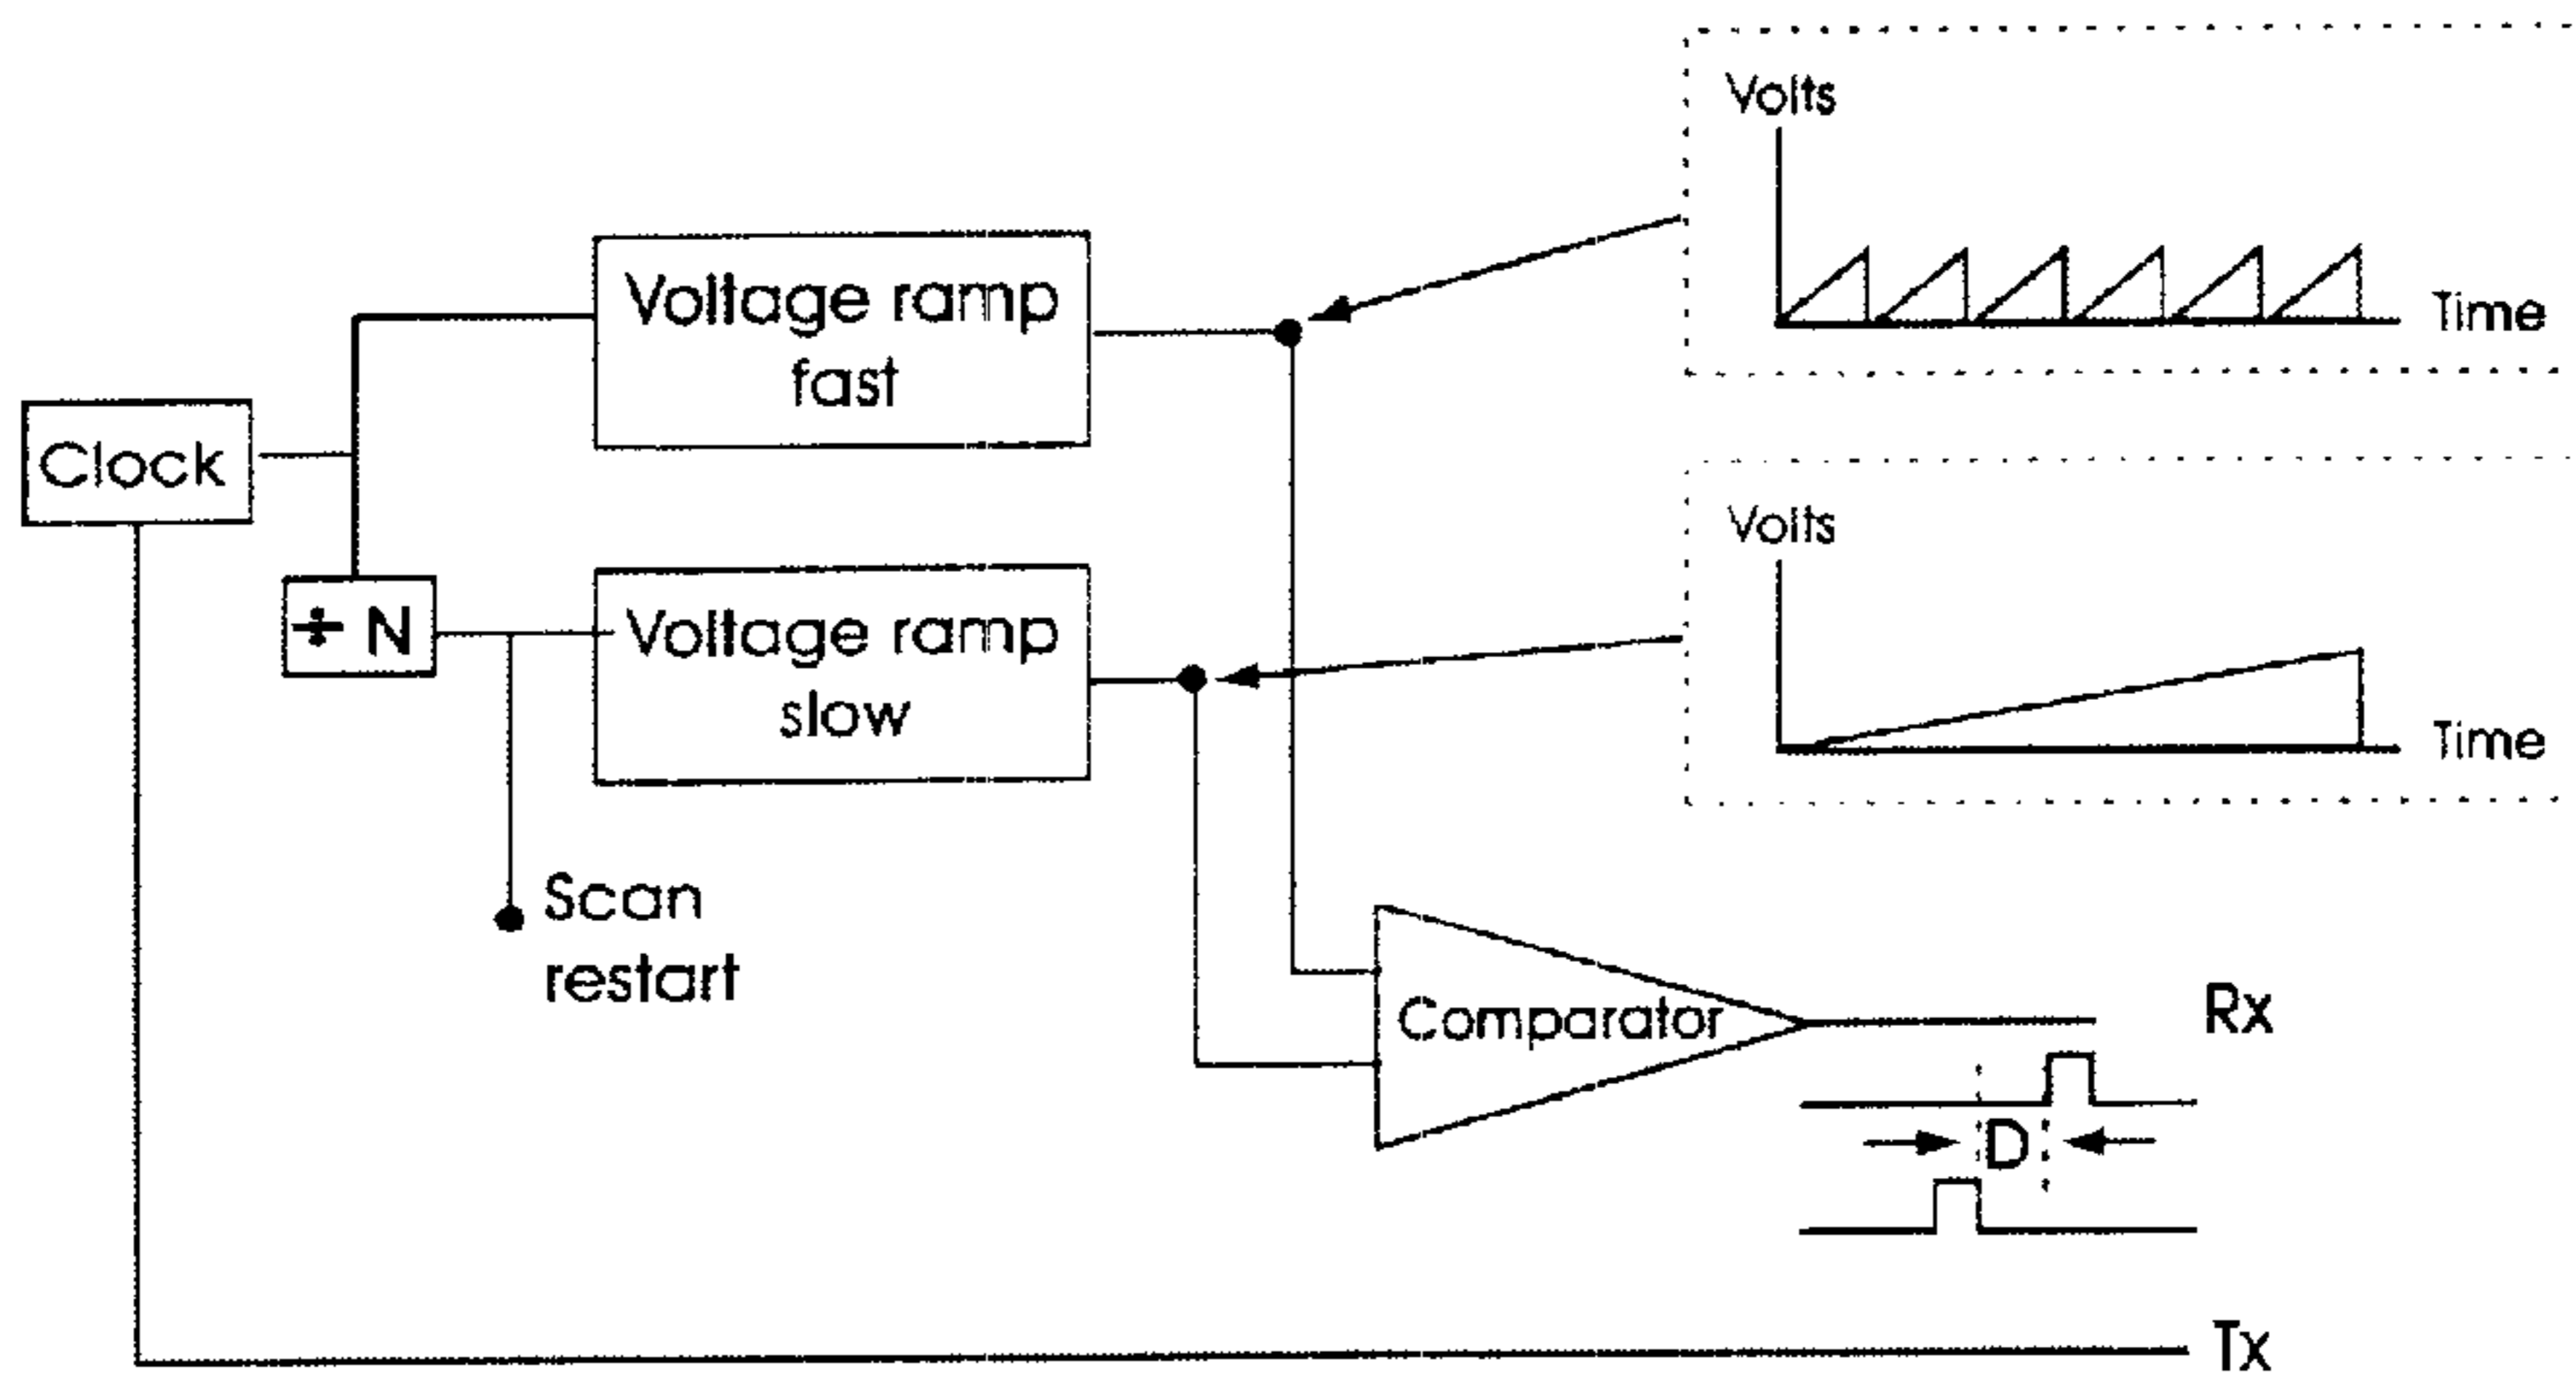 Volts
Time
Voltage ramp
fast
Clock
Volts
Time
÷ N
Voltage ramp
slow
Scan
restart
Comparator
Rx
D
Tx